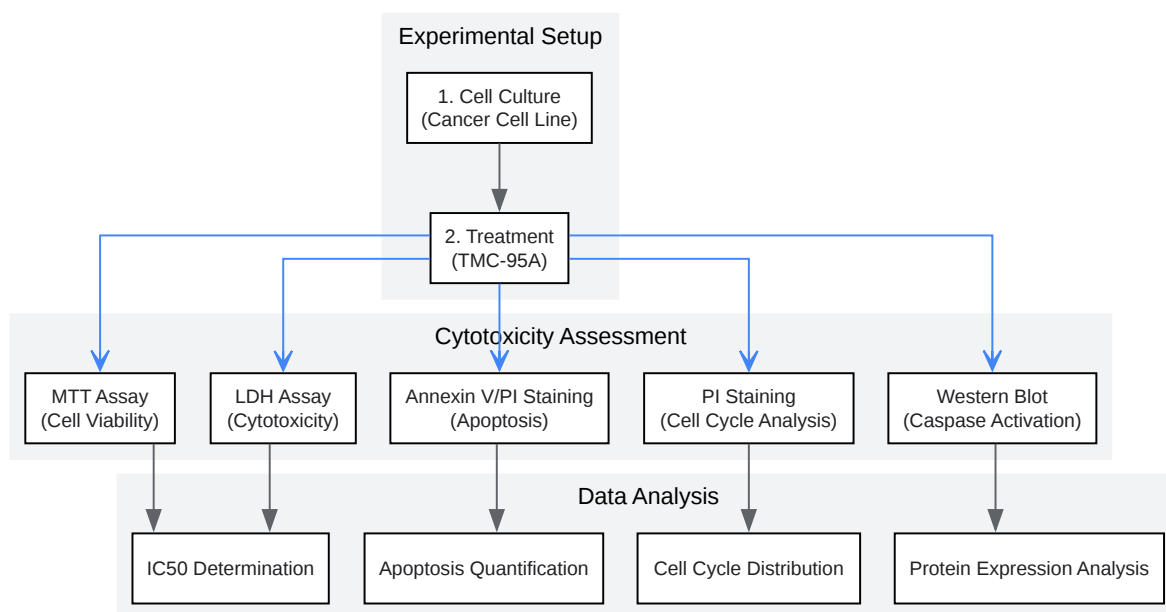 Experimental Setup
1. Cell Culture
(Cancer Cell Line)
2. Treatment
(TMC-95A)
Cytotoxicity Assessment
MTT Assay
(Cell Viability)
LDH Assay
(Cytotoxicity)
Annexin V/PI Staining
(Apoptosis)
PI Staining
(Cell Cycle Analysis)
Western Blot
(Caspase Activation)
Data Analysis
IC50 Determination
Apoptosis Quantification
Cell Cycle Distribution
Protein Expression Analysis